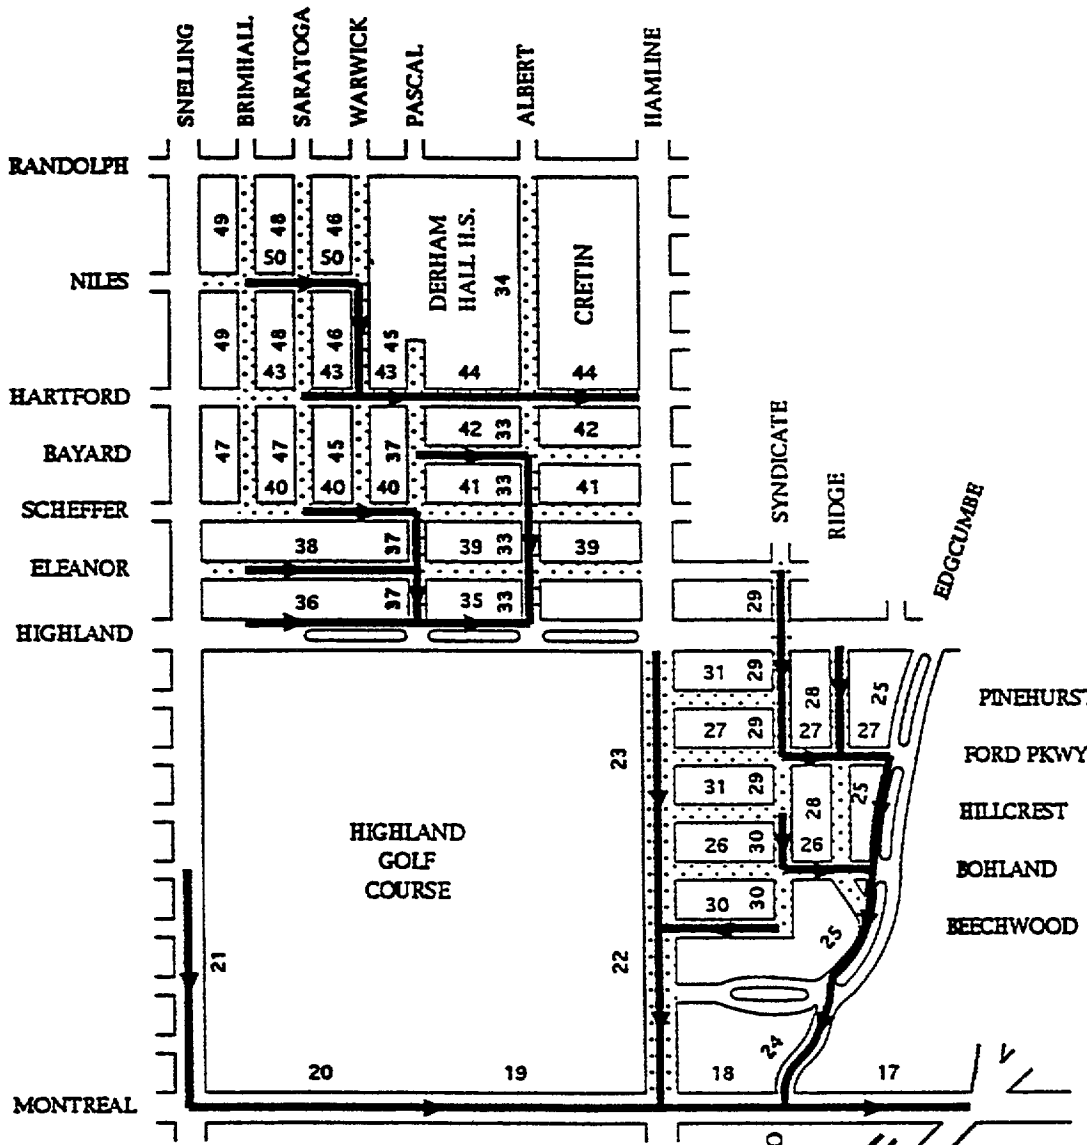 SNELLING
BRIMHALL
SARATOGA
WARWICK
PASCAL
ALBERT
HAMLINE
RANDOLPH
49
48
46
50
50
DERHAM
HALL H.S.
34
CRETIN
NILES
49
48
46
45
43
43
43
44
44
HARTFORD
42
33
42
47
47
45
37
BAYARD
40
40
40
41
33
41
SCHEFFER
38
37
39
33
39
ELEANOR
36
37
35
33
HIGHLAND
SYNDICATE
RIDGE
EDGCUMBE
29
31
29
28
25
PINEHURST
27
29
27
27
FORD PKWY
23
31
29
28
25
HILLCREST
26
30
26
BOHLAND
30
30
BEECHWOOD
25
HIGHLAND
GOLF
COURSE
21
22
24
20
19
18
17
MONTREAL